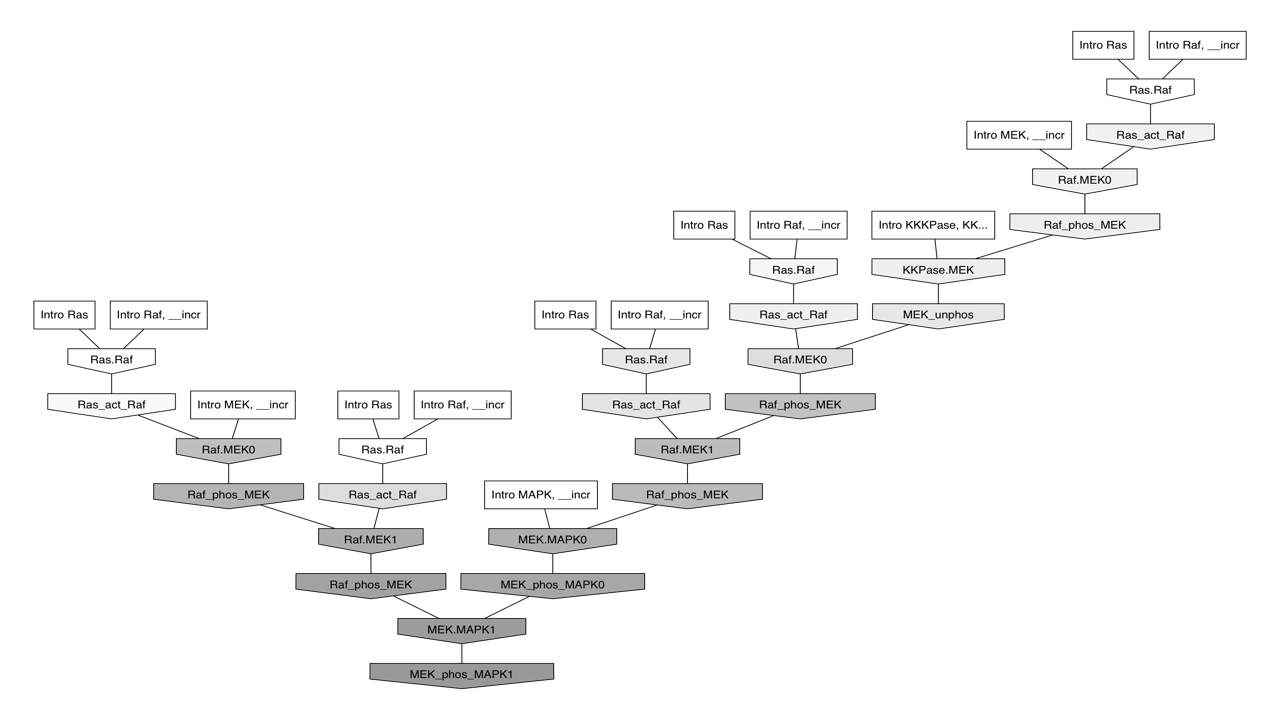 Intro Ras
Intro Raf, __incr
Ras.Raf
Intro MEK, __incr
Ras_act_Raf
Raf.MEK0
Intro Ras
Intro Raf, __incr
Intro KKKPase, KK...
Raf_phos_MEK
Ras.Raf
KKPase.MEK
Intro Ras
Intro Raf, __incr
Intro Ras
Intro Raf, __incr
Ras_act_Raf
MEK_unphos
Ras.Raf
Ras.Raf
Raf.MEK0
Ras_act_Raf
Intro MEK, __incr
Intro Ras
Intro Raf, __incr
Ras_act_Raf
Raf_phos_MEK
Raf.MEK0
Ras.Raf
Raf.MEK1
Raf_phos_MEK
Ras_act_Raf
Intro MAPK, __incr
Raf_phos_MEK
Raf.MEK1
MEK.MAPK0
Raf_phos_MEK
MEK_phos_MAPK0
MEK.MAPK1
MEK_phos_MAPK1